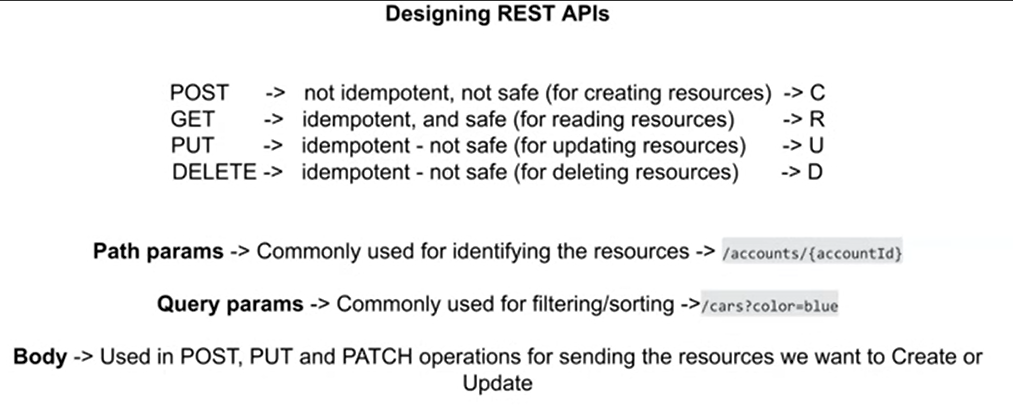 Designing REST APIs
POST -> not idempotent, not safe (for creating resources) -> C
GET -> idempotent, and safe (for reading resources) -> R
PUT -> idempotent - not safe (for updating resources) -> U
DELETE -> idempotent - not safe (for deleting resources) -> D
Path params -> Commonly used for identifying the resources -> /accounts/{accountId}
Query params -> Commonly used for filtering/sorting ->/cars?color=blue
Body -> Used in POST, PUT and PATCH operations for sending the resources we want to Create or
Update